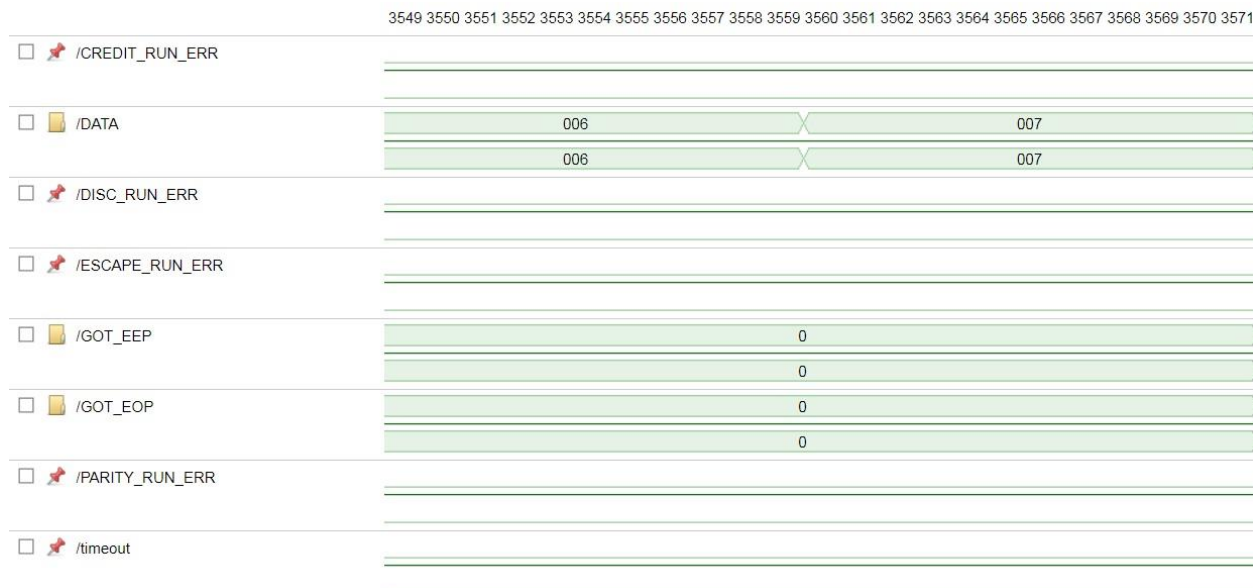 3549 3550 3551 3552 3553 3554 3555 3556 3557 3558 3559 3560 3561 3562 3563 3564 3565 3566 3567 3568 3569 3570 3571
/CREDIT_RUN_ERR
/DATA 006 007
006 007
/DISC_RUN_ERR
/ESCAPE_RUN_ERR
/GOT_EEP 0
0
/GOT_EOP 0
0
/PARITY_RUN_ERR
/timeout